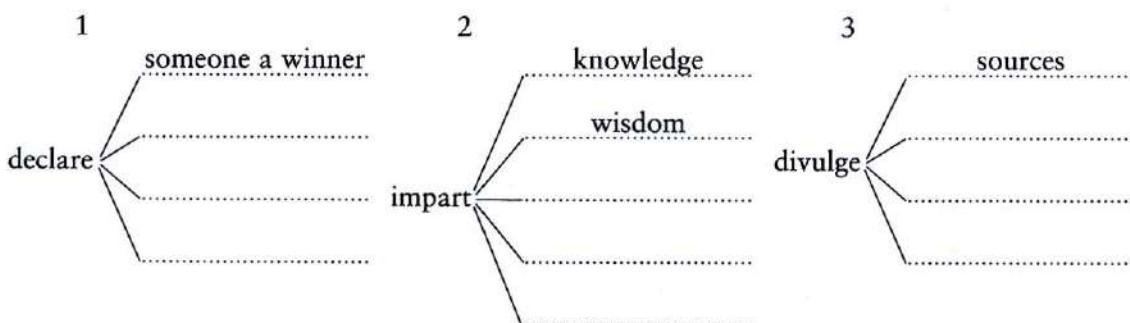 1
someone a winner
declare
2
knowledge
wisdom
impart
3
sources
divulge